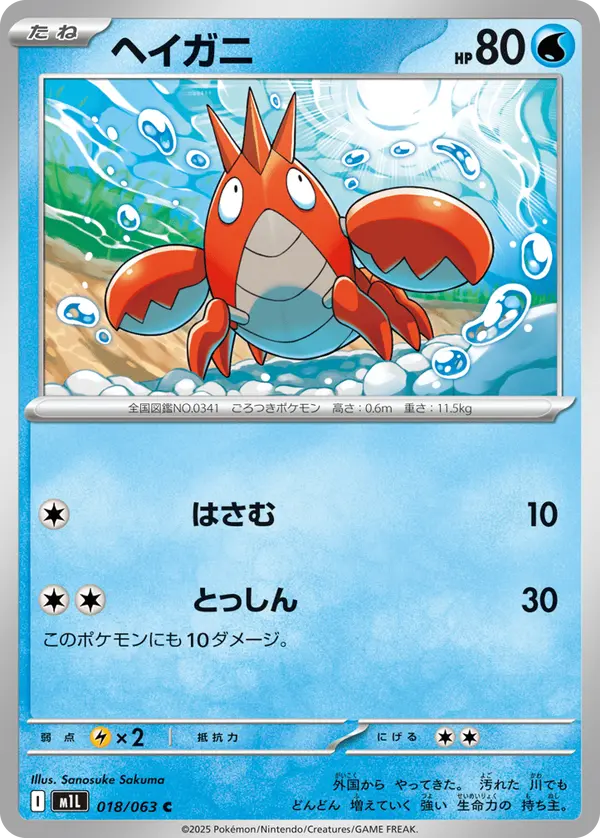 たね ヘイガニ HP80
全国図鑑NO.0341 ごろつきポケモン 高さ:0.6m 重さ:11.5kg
はさむ 10
とっしん 30
このポケモンにも10ダメージ。
弱点 ×2 抵抗力 にげる
Illus. Sanosuke Sakuma
外国から やってきた。汚れた 川でも
どんどん 増えていく 強い 生命力の 持ち主。
I M1L 018/063 C
©2025 Pokémon/Nintendo/Creatures/GAME FREAK.